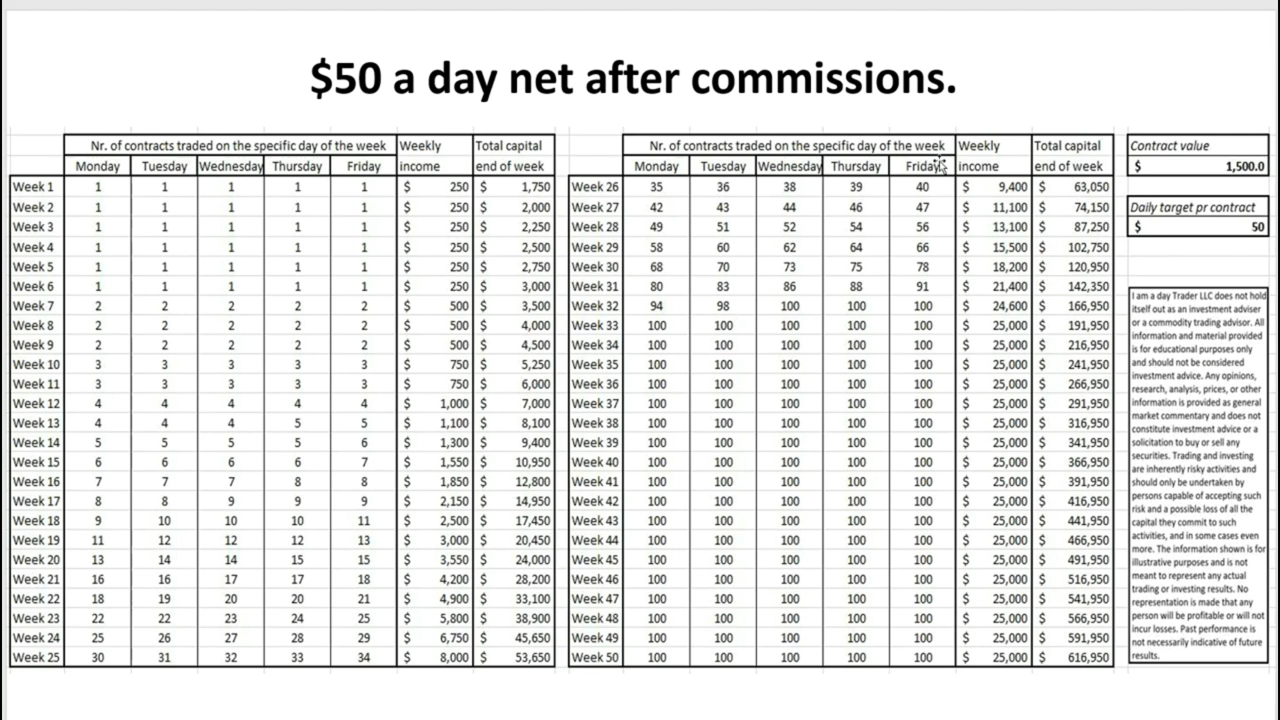 $50 a day net after commissions.
Nr. of contracts traded on the specific day of the week Weekly Total capital
Monday Tuesday Wednesday Thursday Friday income end of week
Week 1 1 1 1 1 1 $ 250 $ 1,750
Week 2 1 1 1 1 1 $ 250 $ 2,000
Week 3 1 1 1 1 1 $ 250 $ 2,250
Week 4 1 1 1 1 1 $ 250 $ 2,500
Week 5 1 1 1 1 1 $ 250 $ 2,750
Week 6 1 1 1 1 1 $ 250 $ 3,000
Week 7 2 2 2 2 2 $ 500 $ 3,500
Week 8 2 2 2 2 2 $ 500 $ 4,000
Week 9 2 2 2 2 2 $ 500 $ 4,500
Week 10 3 3 3 3 3 $ 750 $ 5,250
Week 11 3 3 3 3 3 $ 750 $ 6,000
Week 12 4 4 4 4 4 $ 1,000 $ 7,000
Week 13 4 4 4 5 5 $ 1,100 $ 8,100
Week 14 5 5 5 5 6 $ 1,300 $ 9,400
Week 15 6 6 6 6 7 $ 1,550 $ 10,950
Week 16 7 7 7 8 8 $ 1,850 $ 12,800
Week 17 8 8 9 9 9 $ 2,150 $ 14,950
Week 18 9 10 10 10 11 $ 2,500 $ 17,450
Week 19 11 12 12 12 13 $ 3,000 $ 20,450
Week 20 13 14 14 15 15 $ 3,550 $ 24,000
Week 21 16 16 17 17 18 $ 4,200 $ 28,200
Week 22 18 19 20 20 21 $ 4,900 $ 33,100
Week 23 22 22 23 24 25 $ 5,800 $ 38,900
Week 24 25 26 27 28 29 $ 6,750 $ 45,650
Week 25 30 31 32 33 34 $ 8,000 $ 53,650
Nr. of contracts traded on the specific day of the week Weekly Total capital
Monday Tuesday Wednesday Thursday Friday income end of week
Week 26 35 36 38 39 40 $ 9,400 $ 63,050
Week 27 42 43 44 46 47 $ 11,100 $ 74,150
Week 28 49 51 52 54 56 $ 13,100 $ 87,250
Week 29 58 60 62 64 66 $ 15,500 $ 102,750
Week 30 68 70 73 75 78 $ 18,200 $ 120,950
Week 31 80 83 86 88 91 $ 21,400 $ 142,350
Week 32 94 98 100 100 100 $ 24,600 $ 166,950
Week 33 100 100 100 100 100 $ 25,000 $ 191,950
Week 34 100 100 100 100 100 $ 25,000 $ 216,950
Week 35 100 100 100 100 100 $ 25,000 $ 241,950
Week 36 100 100 100 100 100 $ 25,000 $ 266,950
Week 37 100 100 100 100 100 $ 25,000 $ 291,950
Week 38 100 100 100 100 100 $ 25,000 $ 316,950
Week 39 100 100 100 100 100 $ 25,000 $ 341,950
Week 40 100 100 100 100 100 $ 25,000 $ 366,950
Week 41 100 100 100 100 100 $ 25,000 $ 391,950
Week 42 100 100 100 100 100 $ 25,000 $ 416,950
Week 43 100 100 100 100 100 $ 25,000 $ 441,950
Week 44 100 100 100 100 100 $ 25,000 $ 466,950
Week 45 100 100 100 100 100 $ 25,000 $ 491,950
Week 46 100 100 100 100 100 $ 25,000 $ 516,950
Week 47 100 100 100 100 100 $ 25,000 $ 541,950
Week 48 100 100 100 100 100 $ 25,000 $ 566,950
Week 49 100 100 100 100 100 $ 25,000 $ 591,950
Week 50 100 100 100 100 100 $ 25,000 $ 616,950
Contract value
$ 1,500.0
Daily target pr contract
$ 50
I am a day Trader LLC does not hold
itself out as an investment adviser
or a commodity trading advisor. All
information and material provided
is for educational purposes only
and should not be considered
investment advice. Any opinions,
research, analysis, prices, or other
information is provided as general
market commentary and does not
constitute investment advice or a
solicitation to buy or sell any
securities. Trading and investing
are inherently risky activities and
should only be undertaken by
persons capable of accepting such
risk and a possible loss of all the
capital they commit to such
activities, and in some cases even
more. The information shown is for
illustrative purposes and is not
meant to represent any actual
trading or investing results. No
representation is made that any
person will be profitable or will not
incur losses. Past performance is
not necessarily indicative of future
results.